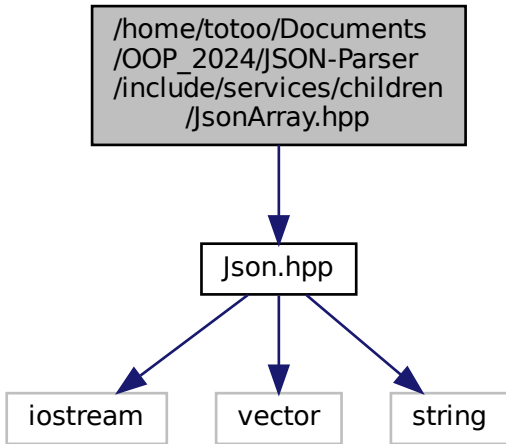 /home/totoo/Documents
/OOP_2024/JSON-Parser
/include/services/children
/JsonArray.hpp
Json.hpp
iostream
vector
string